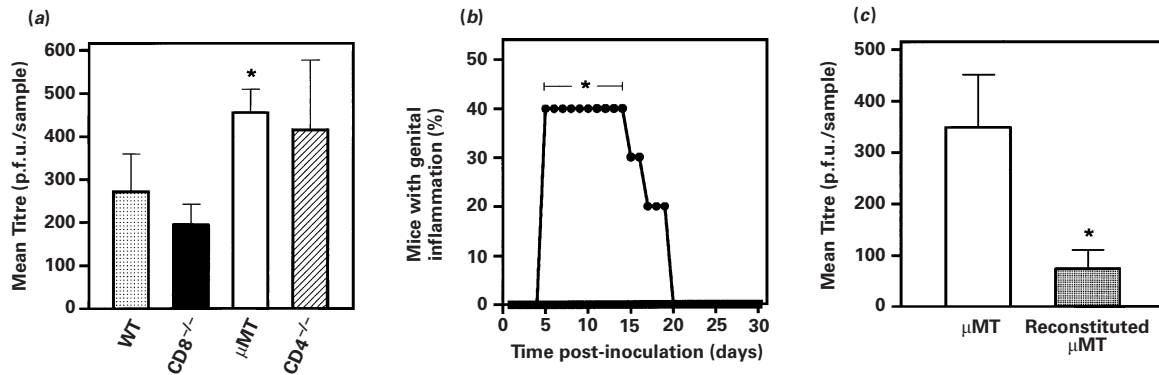 (a)
Mean Titre (p.f.u./sample)
600
500
400
300
200
100
0
*
WT
CD8−/−
μMT
CD4−/−
(b)
Mice with genital
inflammation (%)
50
40
30
20
10
0
*
0
5
10
15
20
25
30
Time post-inoculation (days)
(c)
Mean Titre (p.f.u./sample)
500
400
300
200
100
0
*
μMT
Reconstituted
μMT